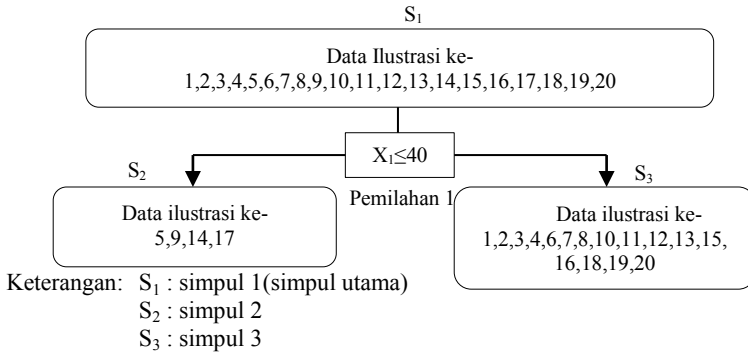 S₁
Data Ilustrasi ke-
1,2,3,4,5,6,7,8,9,10,11,12,13,14,15,16,17,18,19,20
X₁≤40
S₂
S₃
Pemilahan 1
Data ilustrasi ke-
5,9,14,17
Data ilustrasi ke-
1,2,3,4,6,7,8,10,11,12,13,15,
16,18,19,20
Keterangan: S₁ : simpul 1(simpul utama)
S₂ : simpul 2
S₃ : simpul 3